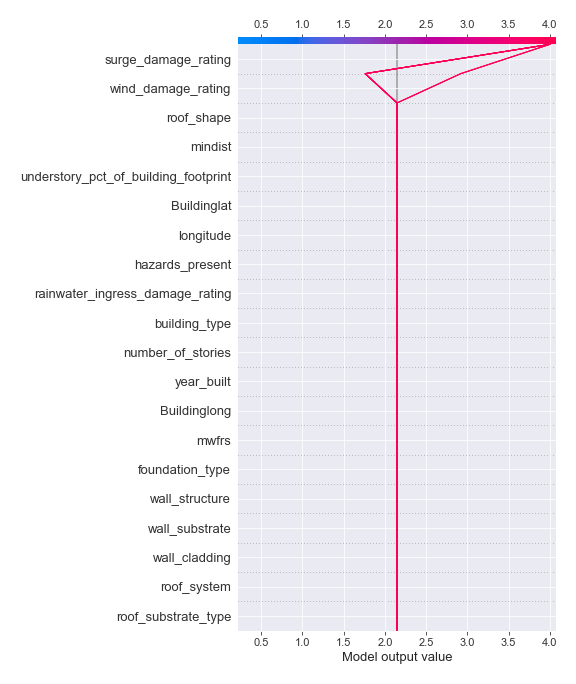 0.5 1.0 1.5 2.0 2.5 3.0 3.5 4.0
surge_damage_rating
wind_damage_rating
roof_shape
mindist
understory_pct_of_building_footprint
Buildinglat
longitude
hazards_present
rainwater_ingress_damage_rating
building_type
number_of_stories
year_built
Buildinglong
mwfrs
foundation_type
wall_structure
wall_substrate
wall_cladding
roof_system
roof_substrate_type
0.5 1.0 1.5 2.0 2.5 3.0 3.5 4.0
Model output value